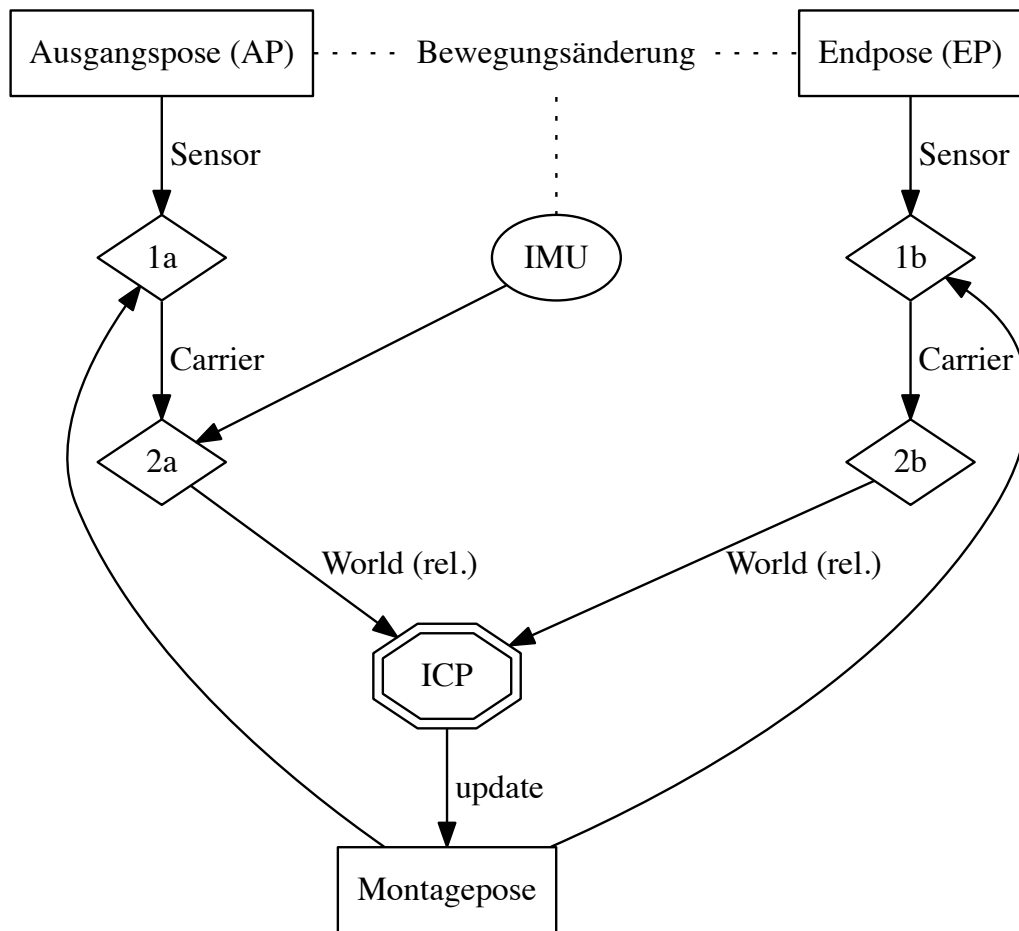 Ausgangspose (AP)
Bewegungsänderung
Endpose (EP)
Sensor
Sensor
1a
IMU
1b
Carrier
Carrier
2a
2b
World (rel.)
World (rel.)
ICP
update
Montagepose